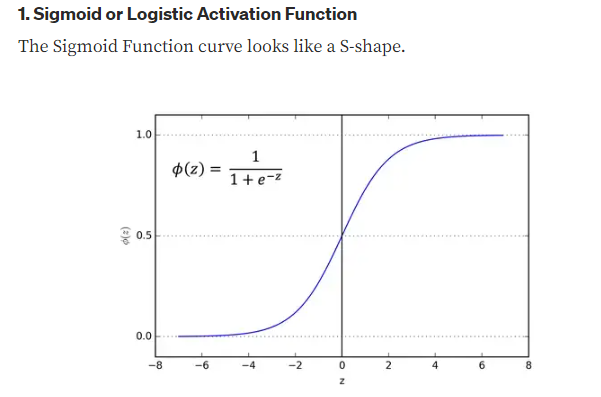 1. Sigmoid or Logistic Activation Function
The Sigmoid Function curve looks like a S-shape.
1.0
ϕ(z) = 1 / (1 + e^−z)
ϕ(z)
0.5
0.0
−8 −6 −4 −2 0 2 4 6 8
z